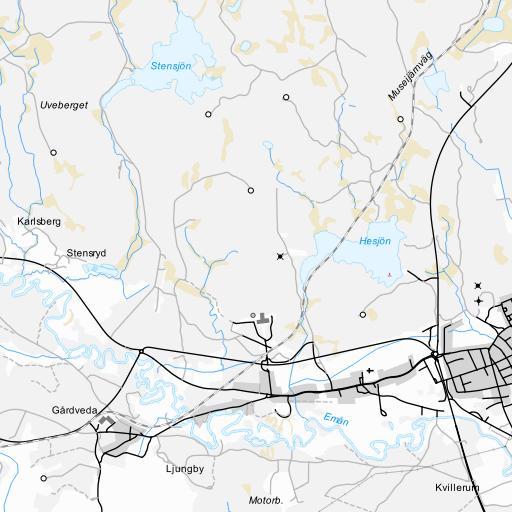 Stensjön
Museijärnväg
Uveberget
Karlsberg
Hesjön
Stensryd
Gårdveda
Emån
Ljungby
Kvillerum
Motorb.